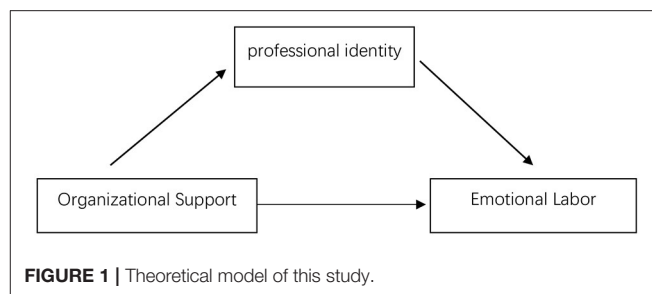 professional identity
Organizational Support
Emotional Labor
FIGURE 1 | Theoretical model of this study.